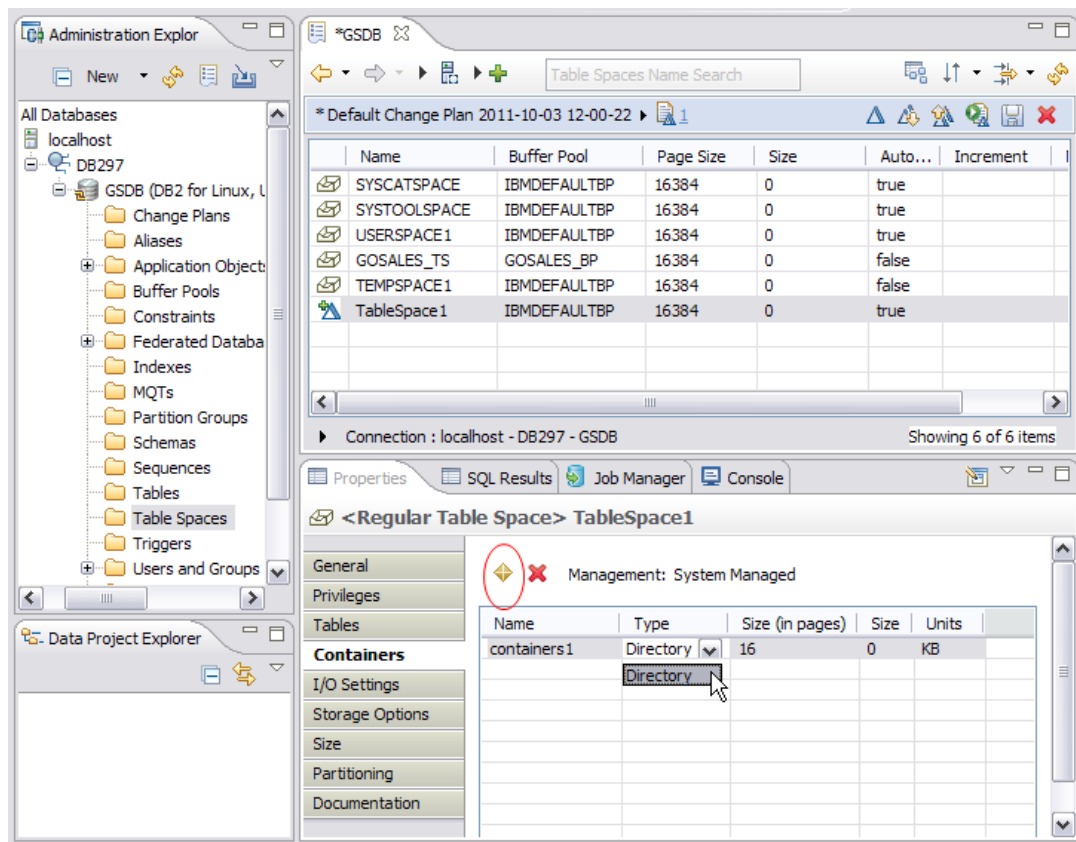 Administration Explor
New
All Databases
localhost
DB297
GSDB (DB2 for Linux, U
Change Plans
Aliases
Application Objects
Buffer Pools
Constraints
Federated Databa
Indexes
MQTs
Partition Groups
Schemas
Sequences
Tables
Table Spaces
Triggers
Users and Groups
Data Project Explorer
*GSDB
Table Spaces Name Search
* Default Change Plan 2011-10-03 12-00-22 1
Name Buffer Pool Page Size Size Auto... Increment
SYSCATSPACE IBMDEFAULTBP 16384 0 true
SYSTOOLSPACE IBMDEFAULTBP 16384 0 true
USERSPACE1 IBMDEFAULTBP 16384 0 true
GOSALES_TS GOSALES_BP 16384 0 false
TEMPSPACE1 IBMDEFAULTBP 16384 0 false
TableSpace1 IBMDEFAULTBP 16384 0 true
Connection : localhost - DB297 - GSDB Showing 6 of 6 items
Properties SQL Results Job Manager Console
<Regular Table Space> TableSpace1
General
Privileges
Tables
Containers
I/O Settings
Storage Options
Size
Partitioning
Documentation
Management: System Managed
Name Type Size (in pages) Size Units
containers1 Directory 16 0 KB
Directory